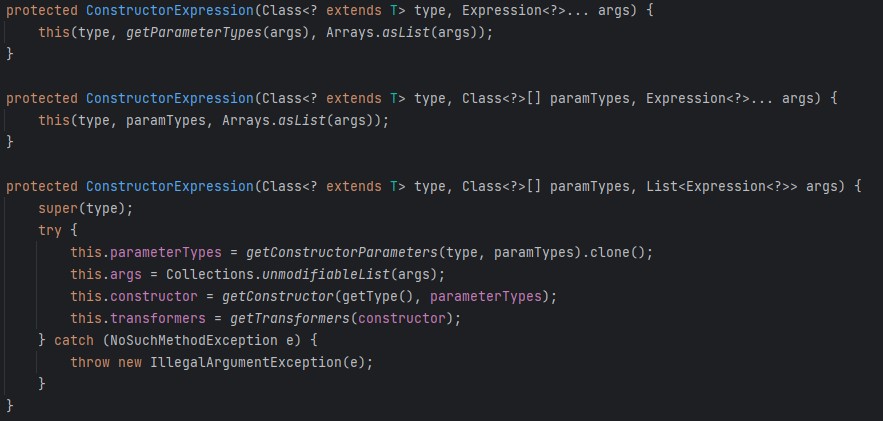 protected ConstructorExpression(Class<? extends T> type, Expression<?>... args) {
    this(type, getParameterTypes(args), Arrays.asList(args));
}

protected ConstructorExpression(Class<? extends T> type, Class<?>[] paramTypes, Expression<?>... args) {
    this(type, paramTypes, Arrays.asList(args));
}

protected ConstructorExpression(Class<? extends T> type, Class<?>[] paramTypes, List<Expression<?>> args) {
    super(type);
    try {
        this.parameterTypes = getConstructorParameters(type, paramTypes).clone();
        this.args = Collections.unmodifiableList(args);
        this.constructor = getConstructor(getType(), parameterTypes);
        this.transformers = getTransformers(constructor);
    } catch (NoSuchMethodException e) {
        throw new IllegalArgumentException(e);
    }
}